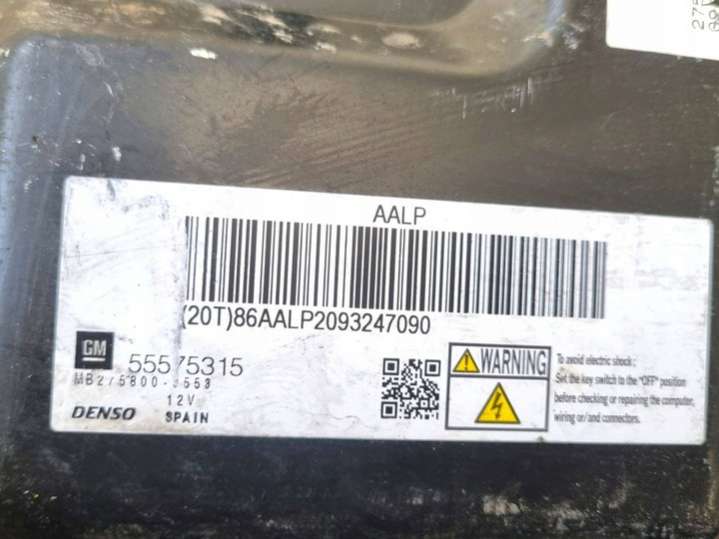 AALP
(20T)86AALP2093247090
GM
55575315
12V
DENSO SPAIN
WARNING
To avoid electric shock:
Set the key switch to the "OFF" position
before checking or repairing the computer,
wiring or/and connectors.